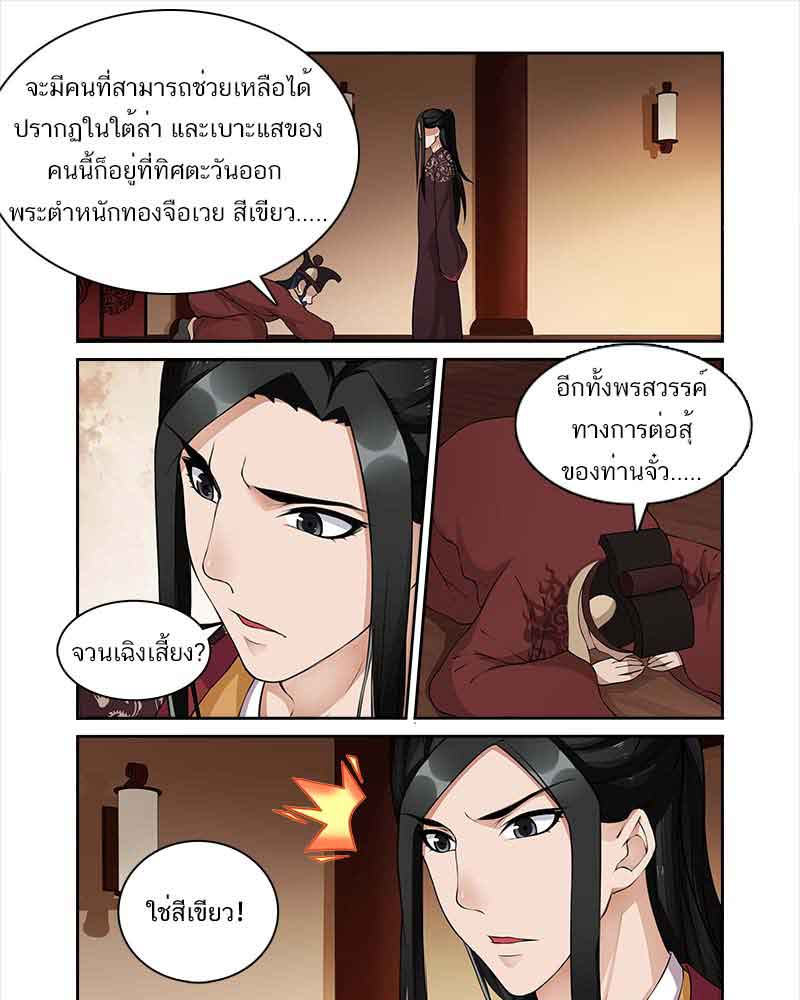 จะมีคนที่สามารถช่วยเหลือได้
ปรากฏในใต้ล่า และเบาะแสของ
คนนี้ก็อยู่ที่ทิศตะวันออก
พระตำหนักทองจือเวย สีเขียว.....
อีกทั้งพรสวรรค์
ทางการต่อสุ้
ของท่านจั๋ว.....
จวนเฉิงเสี้ยง?
ใช่สีเขียว!